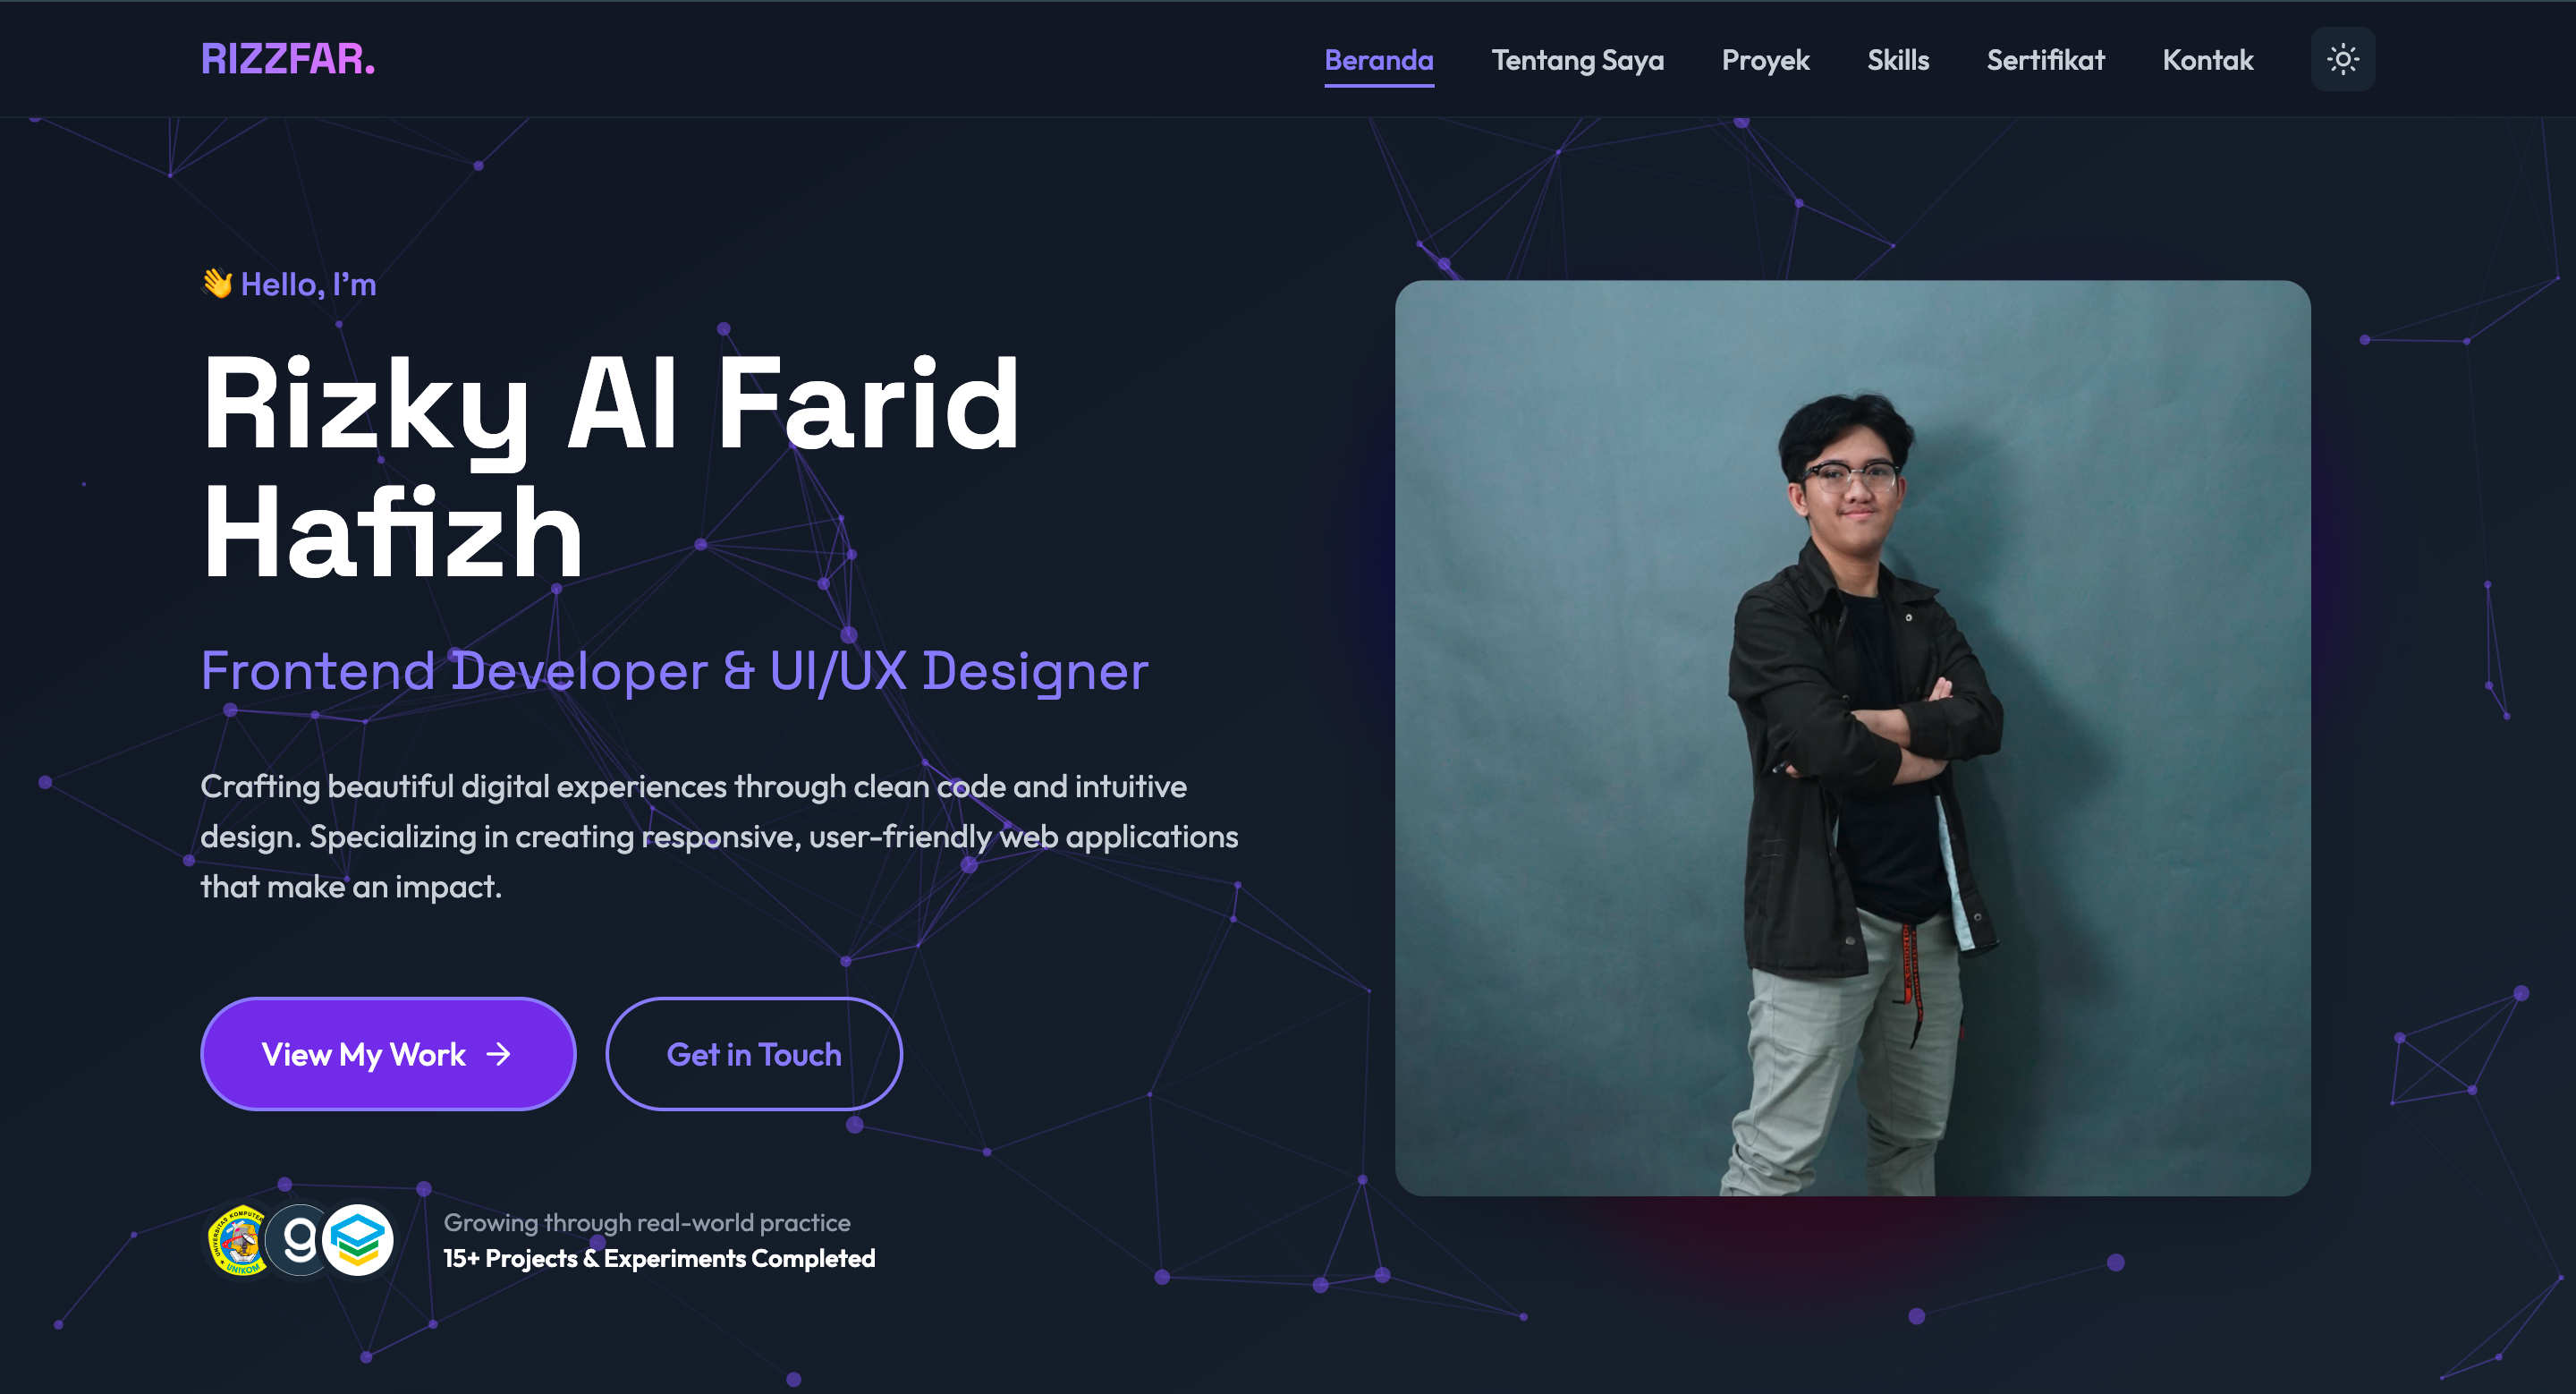 RIZZFAR.
Beranda
Tentang Saya
Proyek
Skills
Sertifikat
Kontak
👋 Hello, I'm
Rizky Al Farid
Hafizh
Frontend Developer & UI/UX Designer
Crafting beautiful digital experiences through clean code and intuitive
design. Specializing in creating responsive, user-friendly web applications
that make an impact.
View My Work →
Get in Touch
UNIVERSITAS KOMPUTER
UNIKOM
g
Growing through real-world practice
15+ Projects & Experiments Completed